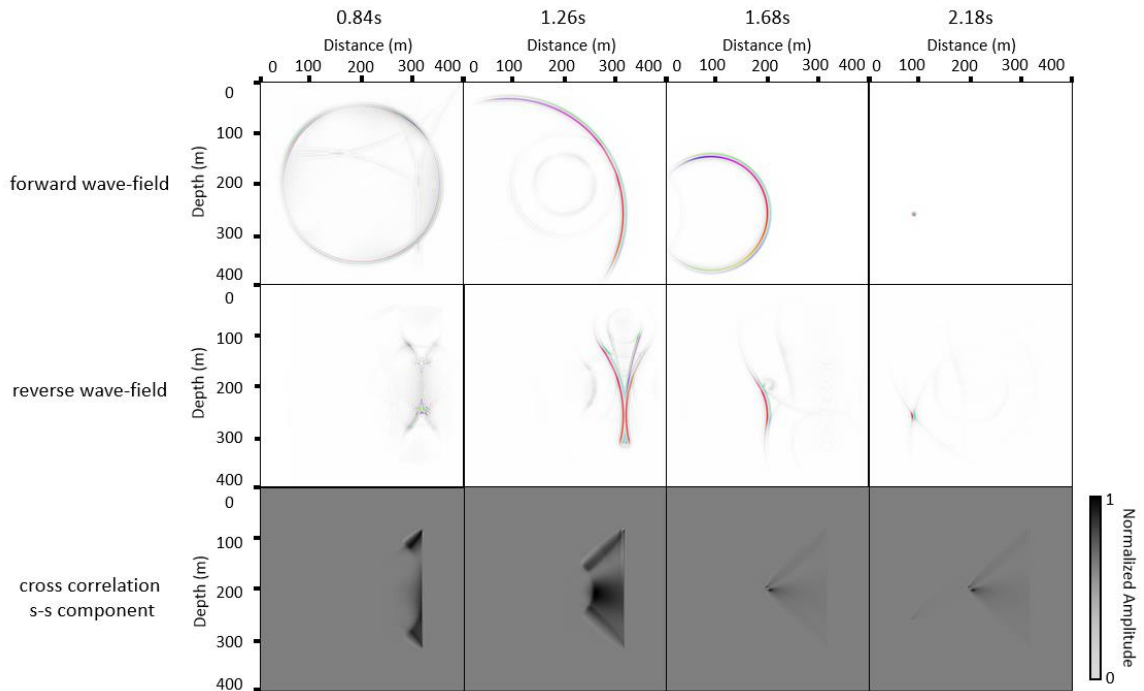 0.84s 1.26s 1.68s 2.18s
Distance (m) Distance (m) Distance (m) Distance (m)
0 100 200 300 400 0 100 200 300 400 0 100 200 300 400 0 100 200 300 400
forward wave-field
Depth (m)
0
100
200
300
400
reverse wave-field
Depth (m)
0
100
200
300
400
cross correlation
s-s component
Depth (m)
0
100
200
300
400
1
Normalized Amplitude
0